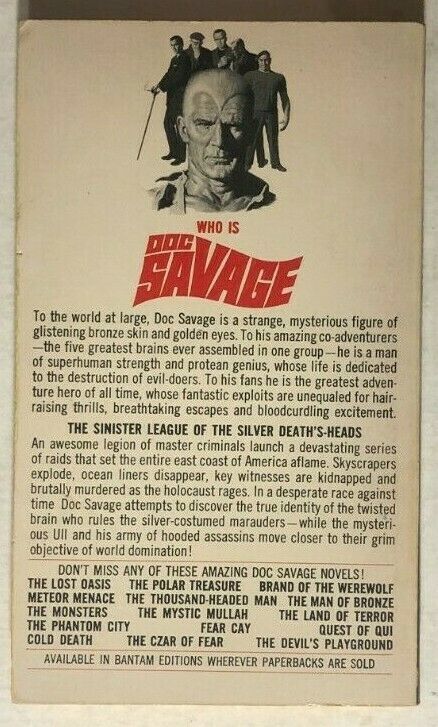 WHO IS
DOC
SAVAGE
To the world at large, Doc Savage is a strange, mysterious figure of
glistening bronze skin and golden eyes. To his amazing co-adventurers
—the five greatest brains ever assembled in one group—he is a man
of superhuman strength and protean genius, whose life is dedicated
to the destruction of evil-doers. To his fans he is the greatest adven-
ture hero of all time, whose fantastic exploits are unequaled for hair-
raising thrills, breathtaking escapes and bloodcurdling excitement.
THE SINISTER LEAGUE OF THE SILVER DEATH'S-HEADS
An awesome legion of master criminals launch a devastating series
of raids that set the entire east coast of America aflame. Skyscrapers
explode, ocean liners disappear, key witnesses are kidnapped and
brutally murdered as the holocaust rages. In a desperate race against
time Doc Savage attempts to discover the true identity of the twisted
brain who rules the silver-costumed marauders—while the mysteri-
ous Ull and his army of hooded assassins move closer to their grim
objective of world domination!
DON'T MISS ANY OF THESE AMAZING DOC SAVAGE NOVELS!
THE LOST OASIS THE POLAR TREASURE BRAND OF THE WEREWOLF
METEOR MENACE THE THOUSAND-HEADED MAN THE MAN OF BRONZE
THE MONSTERS THE MYSTIC MULLAH THE LAND OF TERROR
THE PHANTOM CITY FEAR CAY QUEST OF QUI
COLD DEATH THE CZAR OF FEAR THE DEVIL'S PLAYGROUND
AVAILABLE IN BANTAM EDITIONS WHEREVER PAPERBACKS ARE SOLD